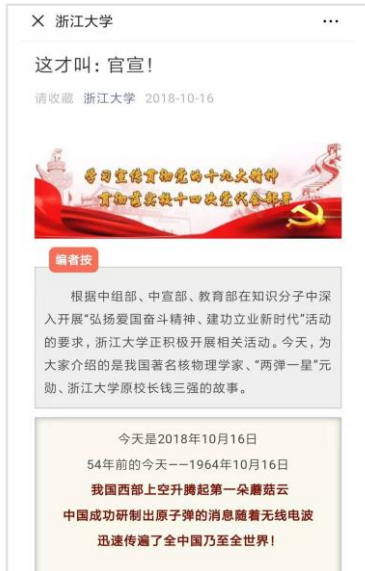 浙江大学
这才叫：官宣！
请收藏 浙江大学 2018-10-16
学习宣传贯彻党的十九大精神
贯彻落实校十四次党代会部署
编者按
根据中组部、中宣部、教育部在知识分子中深
入开展“弘扬爱国奋斗精神、建功立业新时代”活动
的要求，浙江大学正积极开展相关活动。今天，为
大家介绍的是我国著名核物理学家、“两弹一星”元
勋、浙江大学原校长钱三强的故事。
今天是2018年10月16日
54年前的今天——1964年10月16日
我国西部上空升腾起第一朵蘑菇云
中国成功研制出原子弹的消息随着无线电波
迅速传遍了全中国乃至全世界！